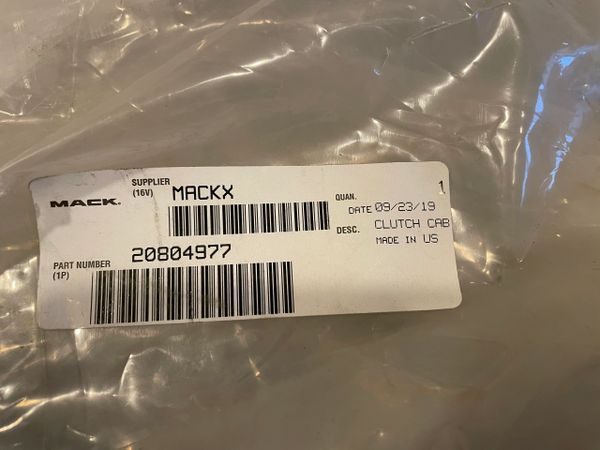 MACK.
SUPPLIER
(16V)
MACKX
QUAN. 1
DATE 09/23/19
DESC. CLUTCH CAB
MADE IN US
PART NUMBER
(1P)
20804977